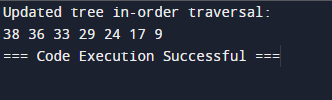 Updated tree in-order traversal:
38 36 33 29 24 17 9
=== Code Execution Successful ===